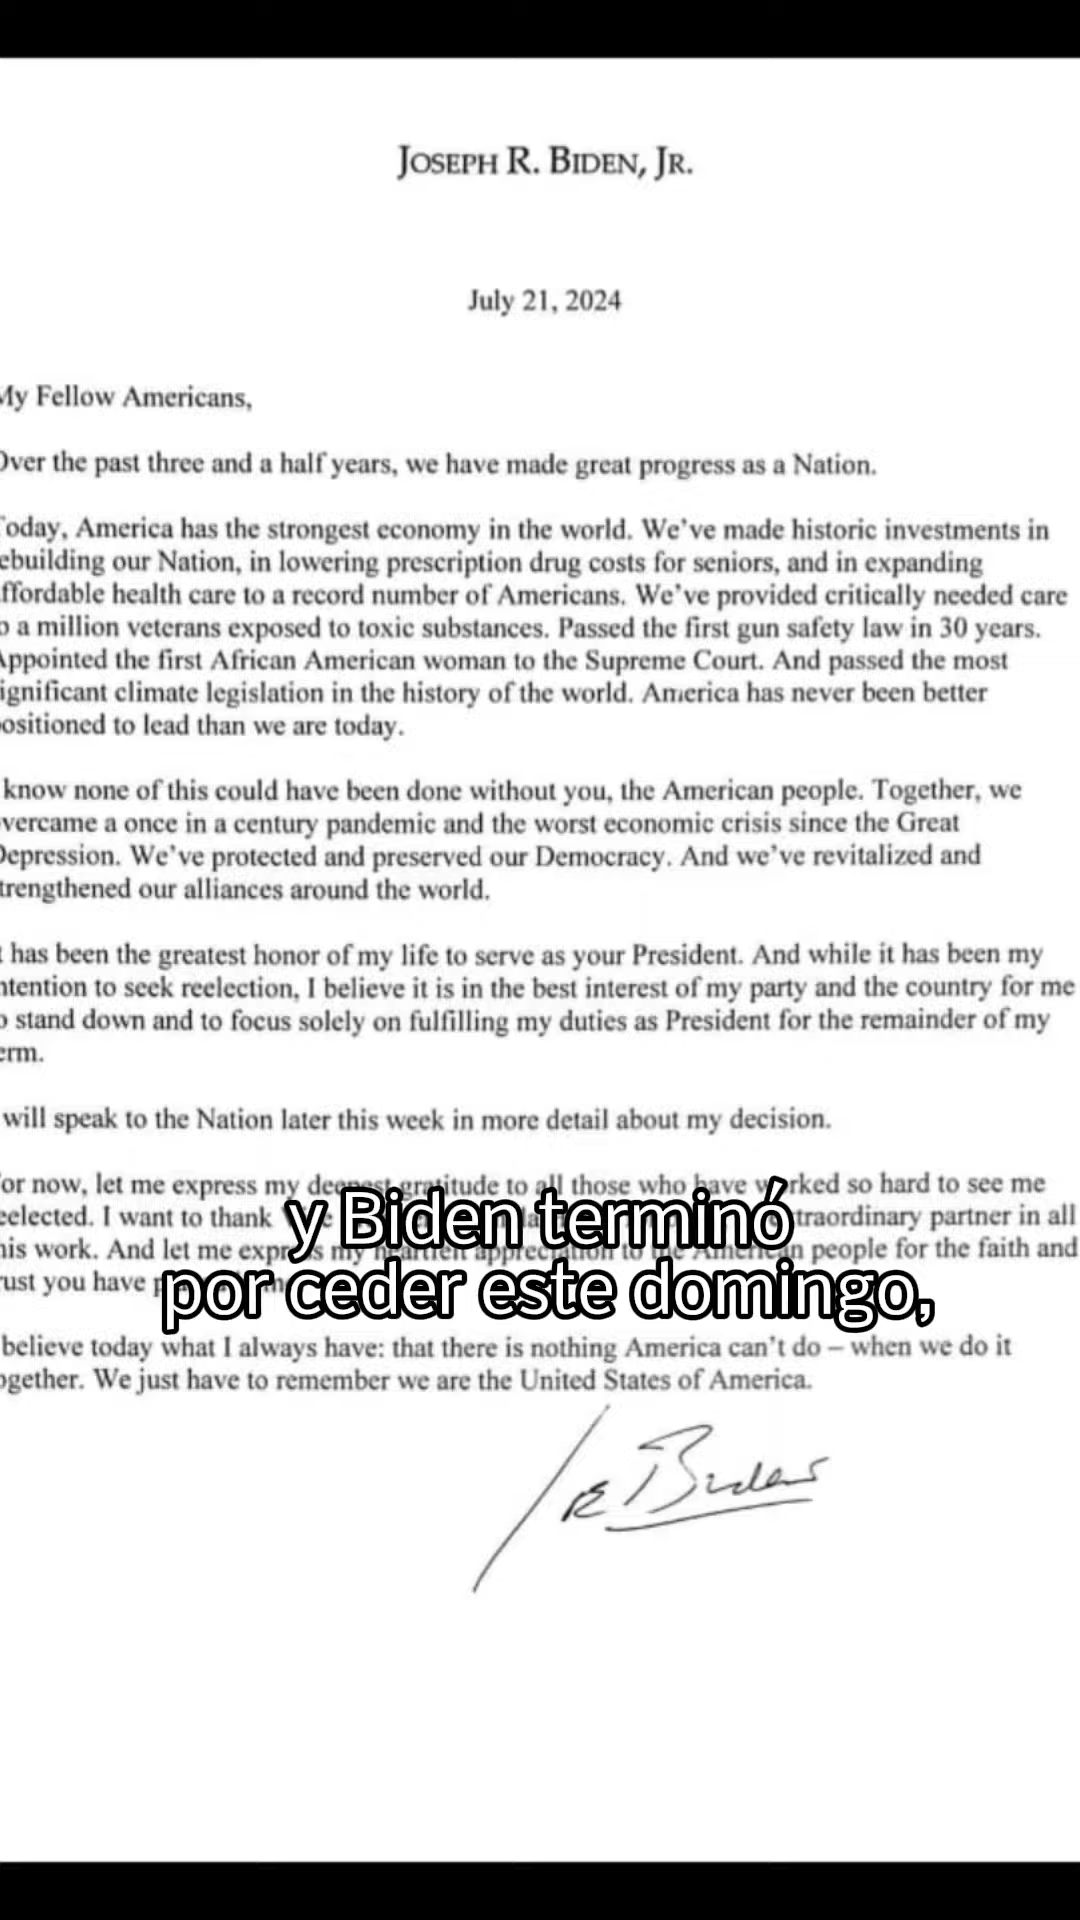 JOSEPH R. BIDEN, JR.
July 21, 2024
My Fellow Americans,
Over the past three and a half years, we have made great progress as a Nation.
Today, America has the strongest economy in the world. We've made historic investments in
ebuilding our Nation, in lowering prescription drug costs for seniors, and in expanding
ffordable health care to a record number of Americans. We've provided critically needed care
o a million veterans exposed to toxic substances. Passed the first gun safety law in 30 years.
Appointed the first African American woman to the Supreme Court. And passed the most
ignificant climate legislation in the history of the world. America has never been better
ositioned to lead than we are today.
know none of this could have been done without you, the American people. Together, we
vercame a once in a century pandemic and the worst economic crisis since the Great
Depression. We've protected and preserved our Democracy. And we've revitalized and
trengthened our alliances around the world.
t has been the greatest honor of my life to serve as your President. And while it has been my
ntention to seek reelection, I believe it is in the best interest of my party and the country for me
o stand down and to focus solely on fulfilling my duties as President for the remainder of my
erm.
will speak to the Nation later this week in more detail about my decision.
or now, let me express my deepest gratitude to all those who have worked so hard to see me
eelected. I want to thank traordinary partner in all
his work. And let me express my heartfelt appreciation to the American people for the faith and
rust you have
y Biden terminó
por ceder este domingo,
believe today what I always have: that there is nothing America can't do – when we do it
ogether. We just have to remember we are the United States of America.
Joe Biden